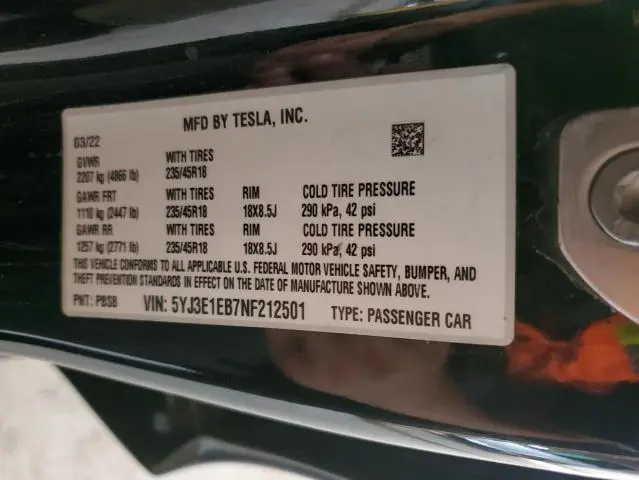 MFD BY TESLA, INC.
03/22
GVWR WITH TIRES
2207 kg (4866 lb) 235/45R18
GAWR FRT WITH TIRES RIM COLD TIRE PRESSURE
1110 kg (2447 lb) 235/45R18 18X8.5J 290 kPa, 42 psi
GAWR RR WITH TIRES RIM COLD TIRE PRESSURE
1257 kg (2771 lb) 235/45R18 18X8.5J 290 kPa, 42 psi
THIS VEHICLE CONFORMS TO ALL APPLICABLE U.S. FEDERAL MOTOR VEHICLE SAFETY, BUMPER, AND
THEFT PREVENTION STANDARDS IN EFFECT ON THE DATE OF MANUFACTURE SHOWN ABOVE.
PNT: PBSB VIN: 5YJ3E1EB7NF212501 TYPE: PASSENGER CAR